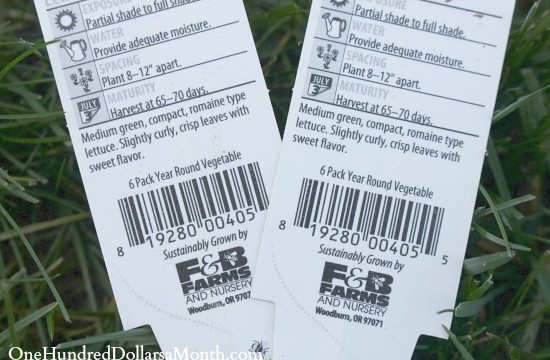 EXPOSURE
Partial shade to full shade.
WATER
Provide adequate moisture.
SPACING
Plant 8–12" apart.
JULY
3
MATURITY
Harvest at 65–70 days.
Medium green, compact, romaine type
lettuce. Slightly curly, crisp leaves with
sweet flavor.
6 Pack Year Round Vegetable
8 19280 00405
Sustainably Grown by
F&B
FARMS
AND NURSERY
Woodburn, OR 9707
Partial shade to full shade.
WATER
Provide adequate moisture.
SPACING
Plant 8–12" apart.
JULY
3
MATURITY
Harvest at 65–70 days.
Medium green, compact, romaine type
lettuce. Slightly curly, crisp leaves with
sweet flavor.
6 Pack Year Round Vegetable
8 19280 00405 5
Sustainably Grown by
F&B
FARMS
AND NURSERY
Woodburn, OR 97071
OneHundredDollarsaMonth.com